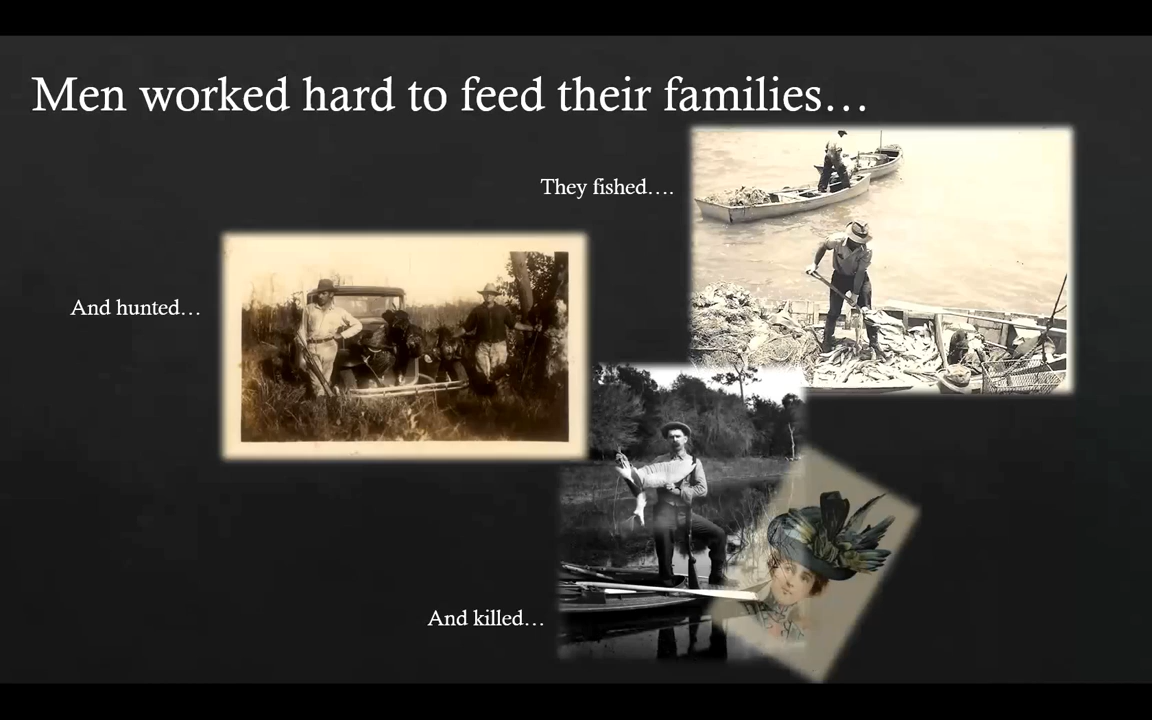 Men worked hard to feed their families…
They fished….
And hunted…
And killed…